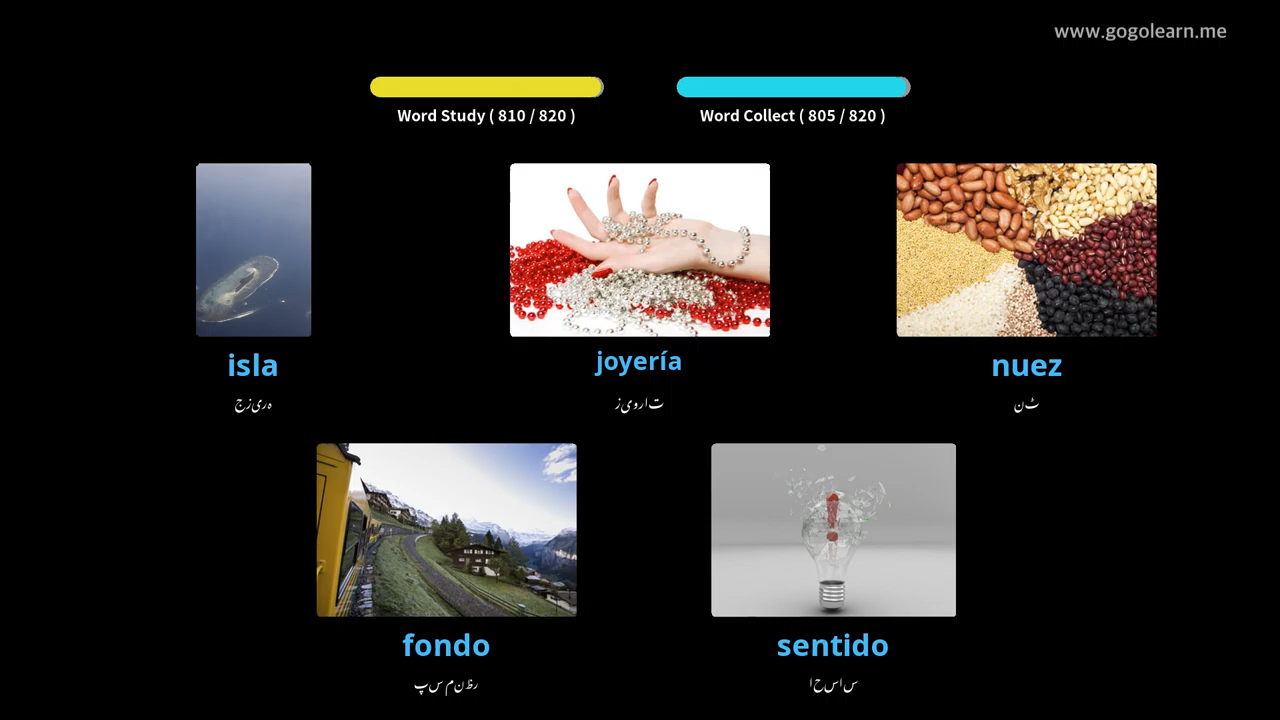 www.gogolearn.me
Word Study ( 810 / 820 )
Word Collect ( 805 / 820 )
isla
جزیرہ
joyería
زیورات
nuez
نٹ
fondo
پس منظر
sentido
احساس